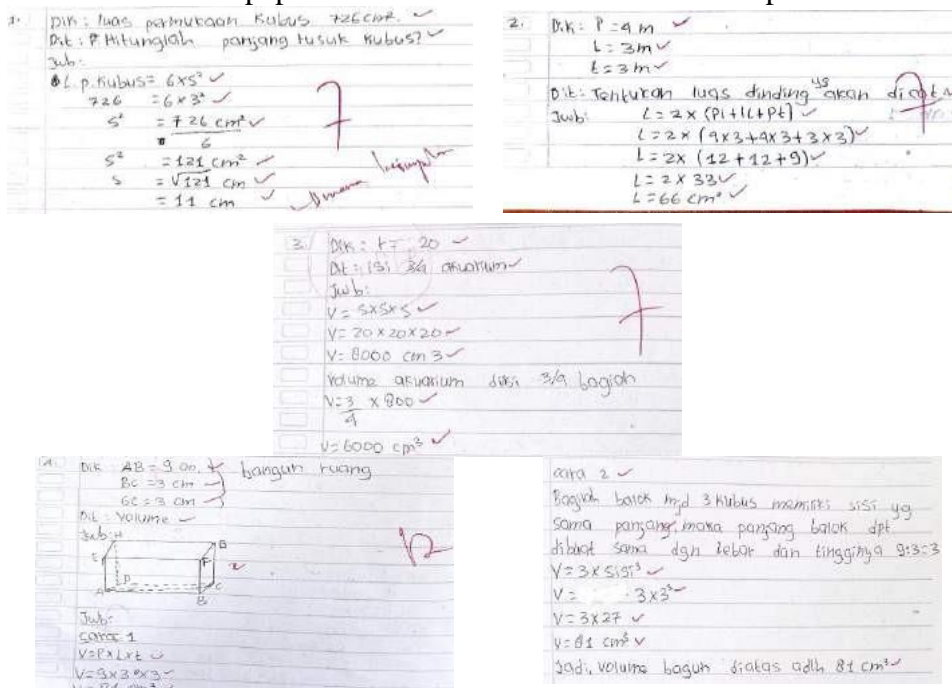 1. Dik : luas permukaan kubus 726 cm².
Dit : Hitunglah panjang rusuk kubus?
Jwb :
L.p. kubus = 6 x s²
726 = 6 x 3²
s² = 726 cm²
6
s² = 121 cm²
s = √121 cm
= 11 cm
Dimana kesimpulan
7
2. Dik : P = 4 m
L = 3 m
t = 3 m
Dit : Tentukan luas dinding yg akan dicat
Jwb : L = 2 x (Pl + lt + Pt)
L = 2 x (4x3 + 4x3 + 3x3)
L = 2x (12 + 12 + 9)
L = 2 x 33
L = 66 cm²
7
3. Dik : r = 20
Dit : isi 3/4 akuarium
Jwb :
V = s x s x s
V = 20 x 20 x 20
V = 8000 cm 3
Volume akuarium diisi 3/4 bagian
V = 3 x 800
4
V = 6000 cm³
7
Dik AB = 9 cm bangun ruang
BC = 3 cm
GC = 3 cm
Dit : Volume
Jwb :
H
G
E
F
D
C
A
B
12
Jwb :
cara 1
V = P x L x t
V = 9 x 3 x 3
cara 2
Bagilah balok mjd 3 kubus memiliki sisi yg
sama panjang, maka panjang balok dpt
dibuat sama dgn lebar dan tingginya 9:3=3
V = 3 x sisi³
V = 3 x 3³
V = 3 x 27
V = 81 cm³
Jadi, volume bagun diatas adlh 81 cm³